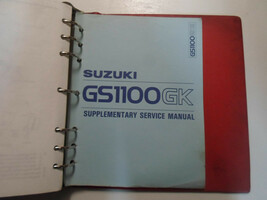 SUZUKI
GS1100GK
SUPPLEMENTARY SERVICE MANUAL